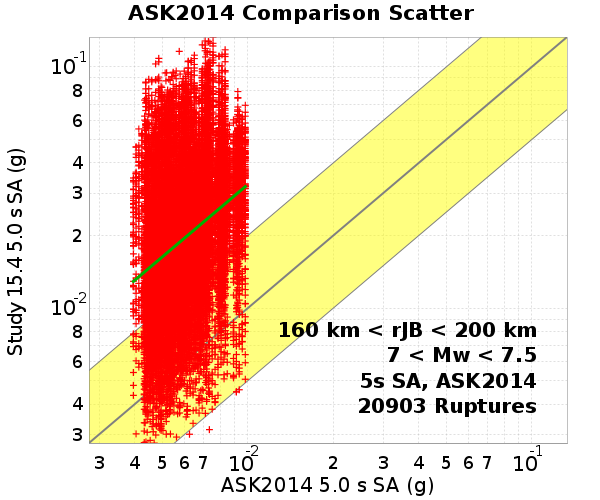 ASK2014 Comparison Scatter
Study 15.4 5.0 s SA (g)
10-1
8
6
4
3
2
10-2
8
6
4
3
160 km < rJB < 200 km
7 < Mw < 7.5
5s SA, ASK2014
20903 Ruptures
3 4 5 6 7 10-2 2 3 4 5 6 7 10-1
ASK2014 5.0 s SA (g)